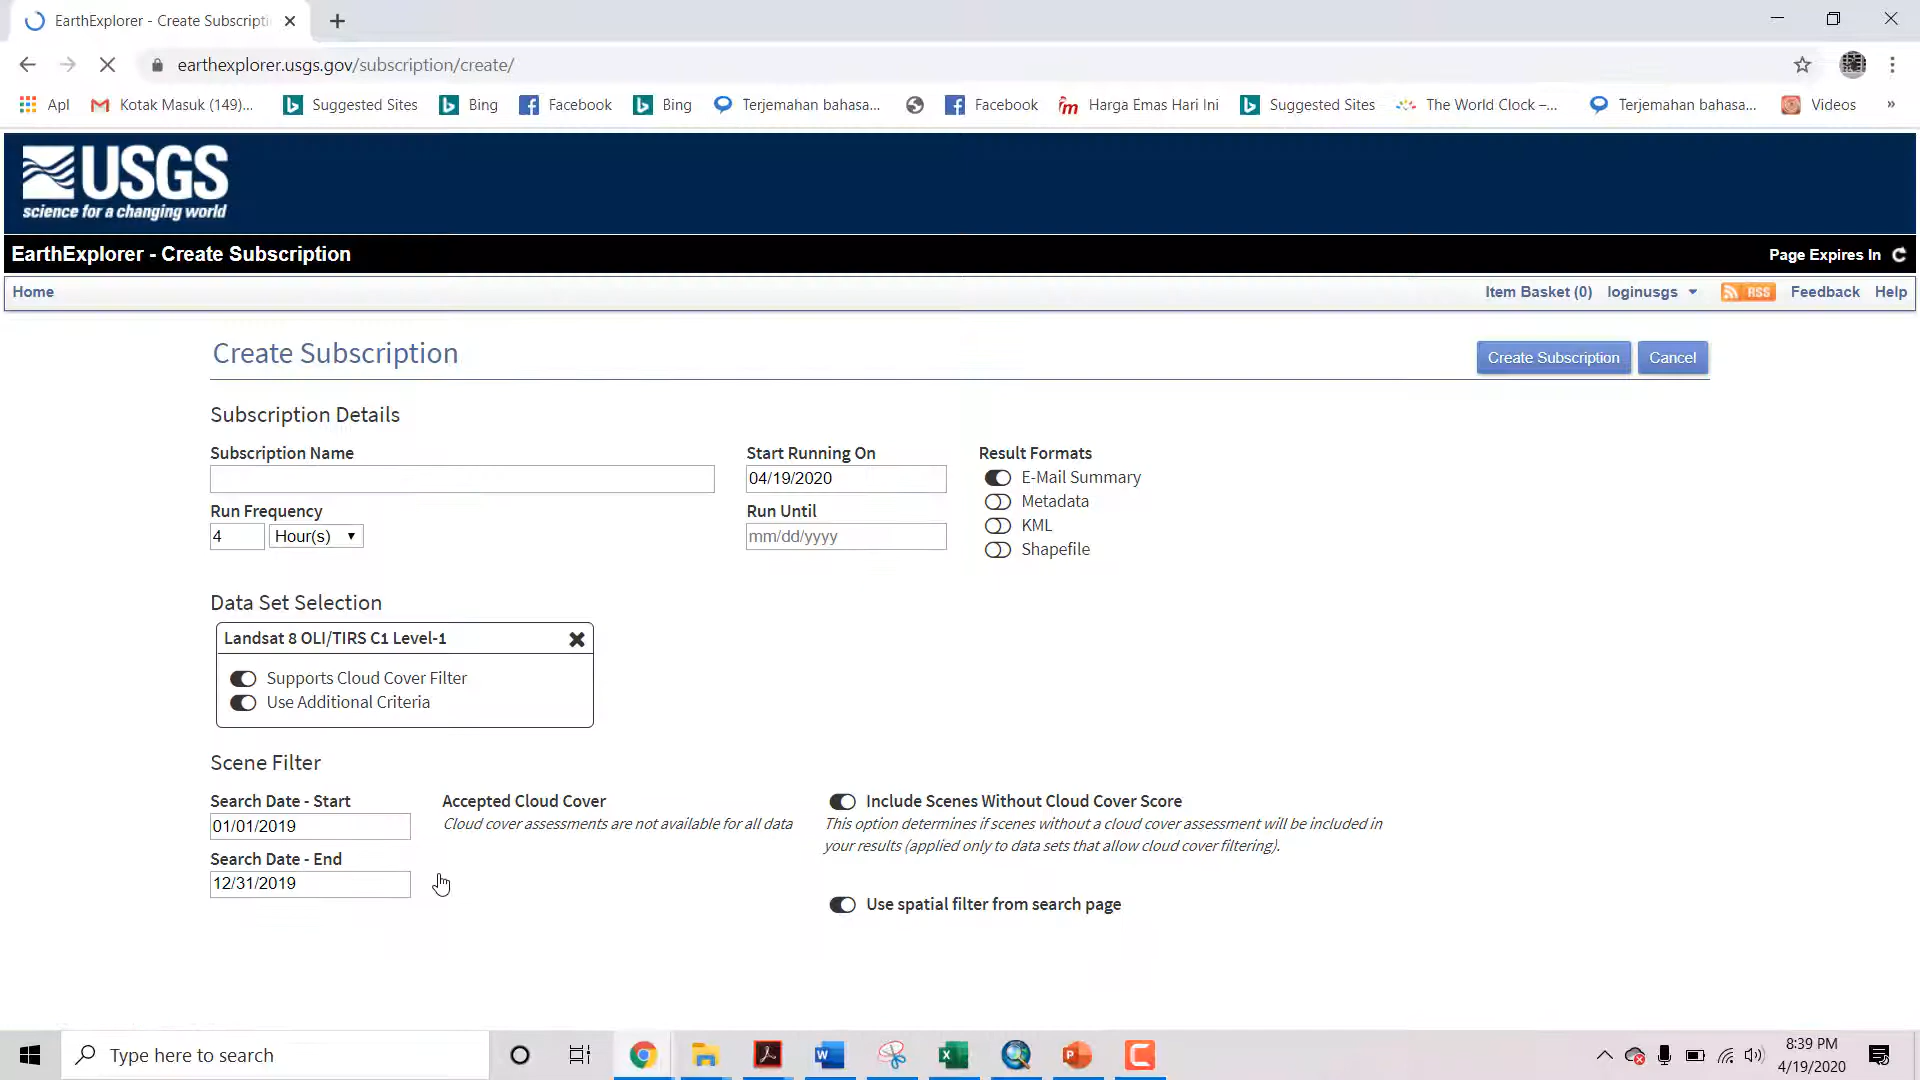 EarthExplorer - Create Subscripti
earthexplorer.usgs.gov/subscription/create/
Apl
Kotak Masuk (149)...
Suggested Sites
Bing
Facebook
Bing
Terjemahan bahasa...
Facebook
Harga Emas Hari Ini
Suggested Sites
The World Clock –...
Terjemahan bahasa...
Videos
»
USGS
science for a changing world
EarthExplorer - Create Subscription
Page Expires In
Home
Item Basket (0)
loginusgs
RSS
Feedback
Help
Create Subscription
Create Subscription
Cancel
Subscription Details
Subscription Name
Start Running On
04/19/2020
Result Formats
E-Mail Summary
Metadata
KML
Shapefile
Run Frequency
4
Hour(s)
Run Until
mm/dd/yyyy
Data Set Selection
Landsat 8 OLI/TIRS C1 Level-1
Supports Cloud Cover Filter
Use Additional Criteria
Scene Filter
Search Date - Start
01/01/2019
Accepted Cloud Cover
Cloud cover assessments are not available for all data
Include Scenes Without Cloud Cover Score
This option determines if scenes without a cloud cover assessment will be included in
your results (applied only to data sets that allow cloud cover filtering).
Search Date - End
12/31/2019
Use spatial filter from search page
Type here to search
8:39 PM
4/19/2020